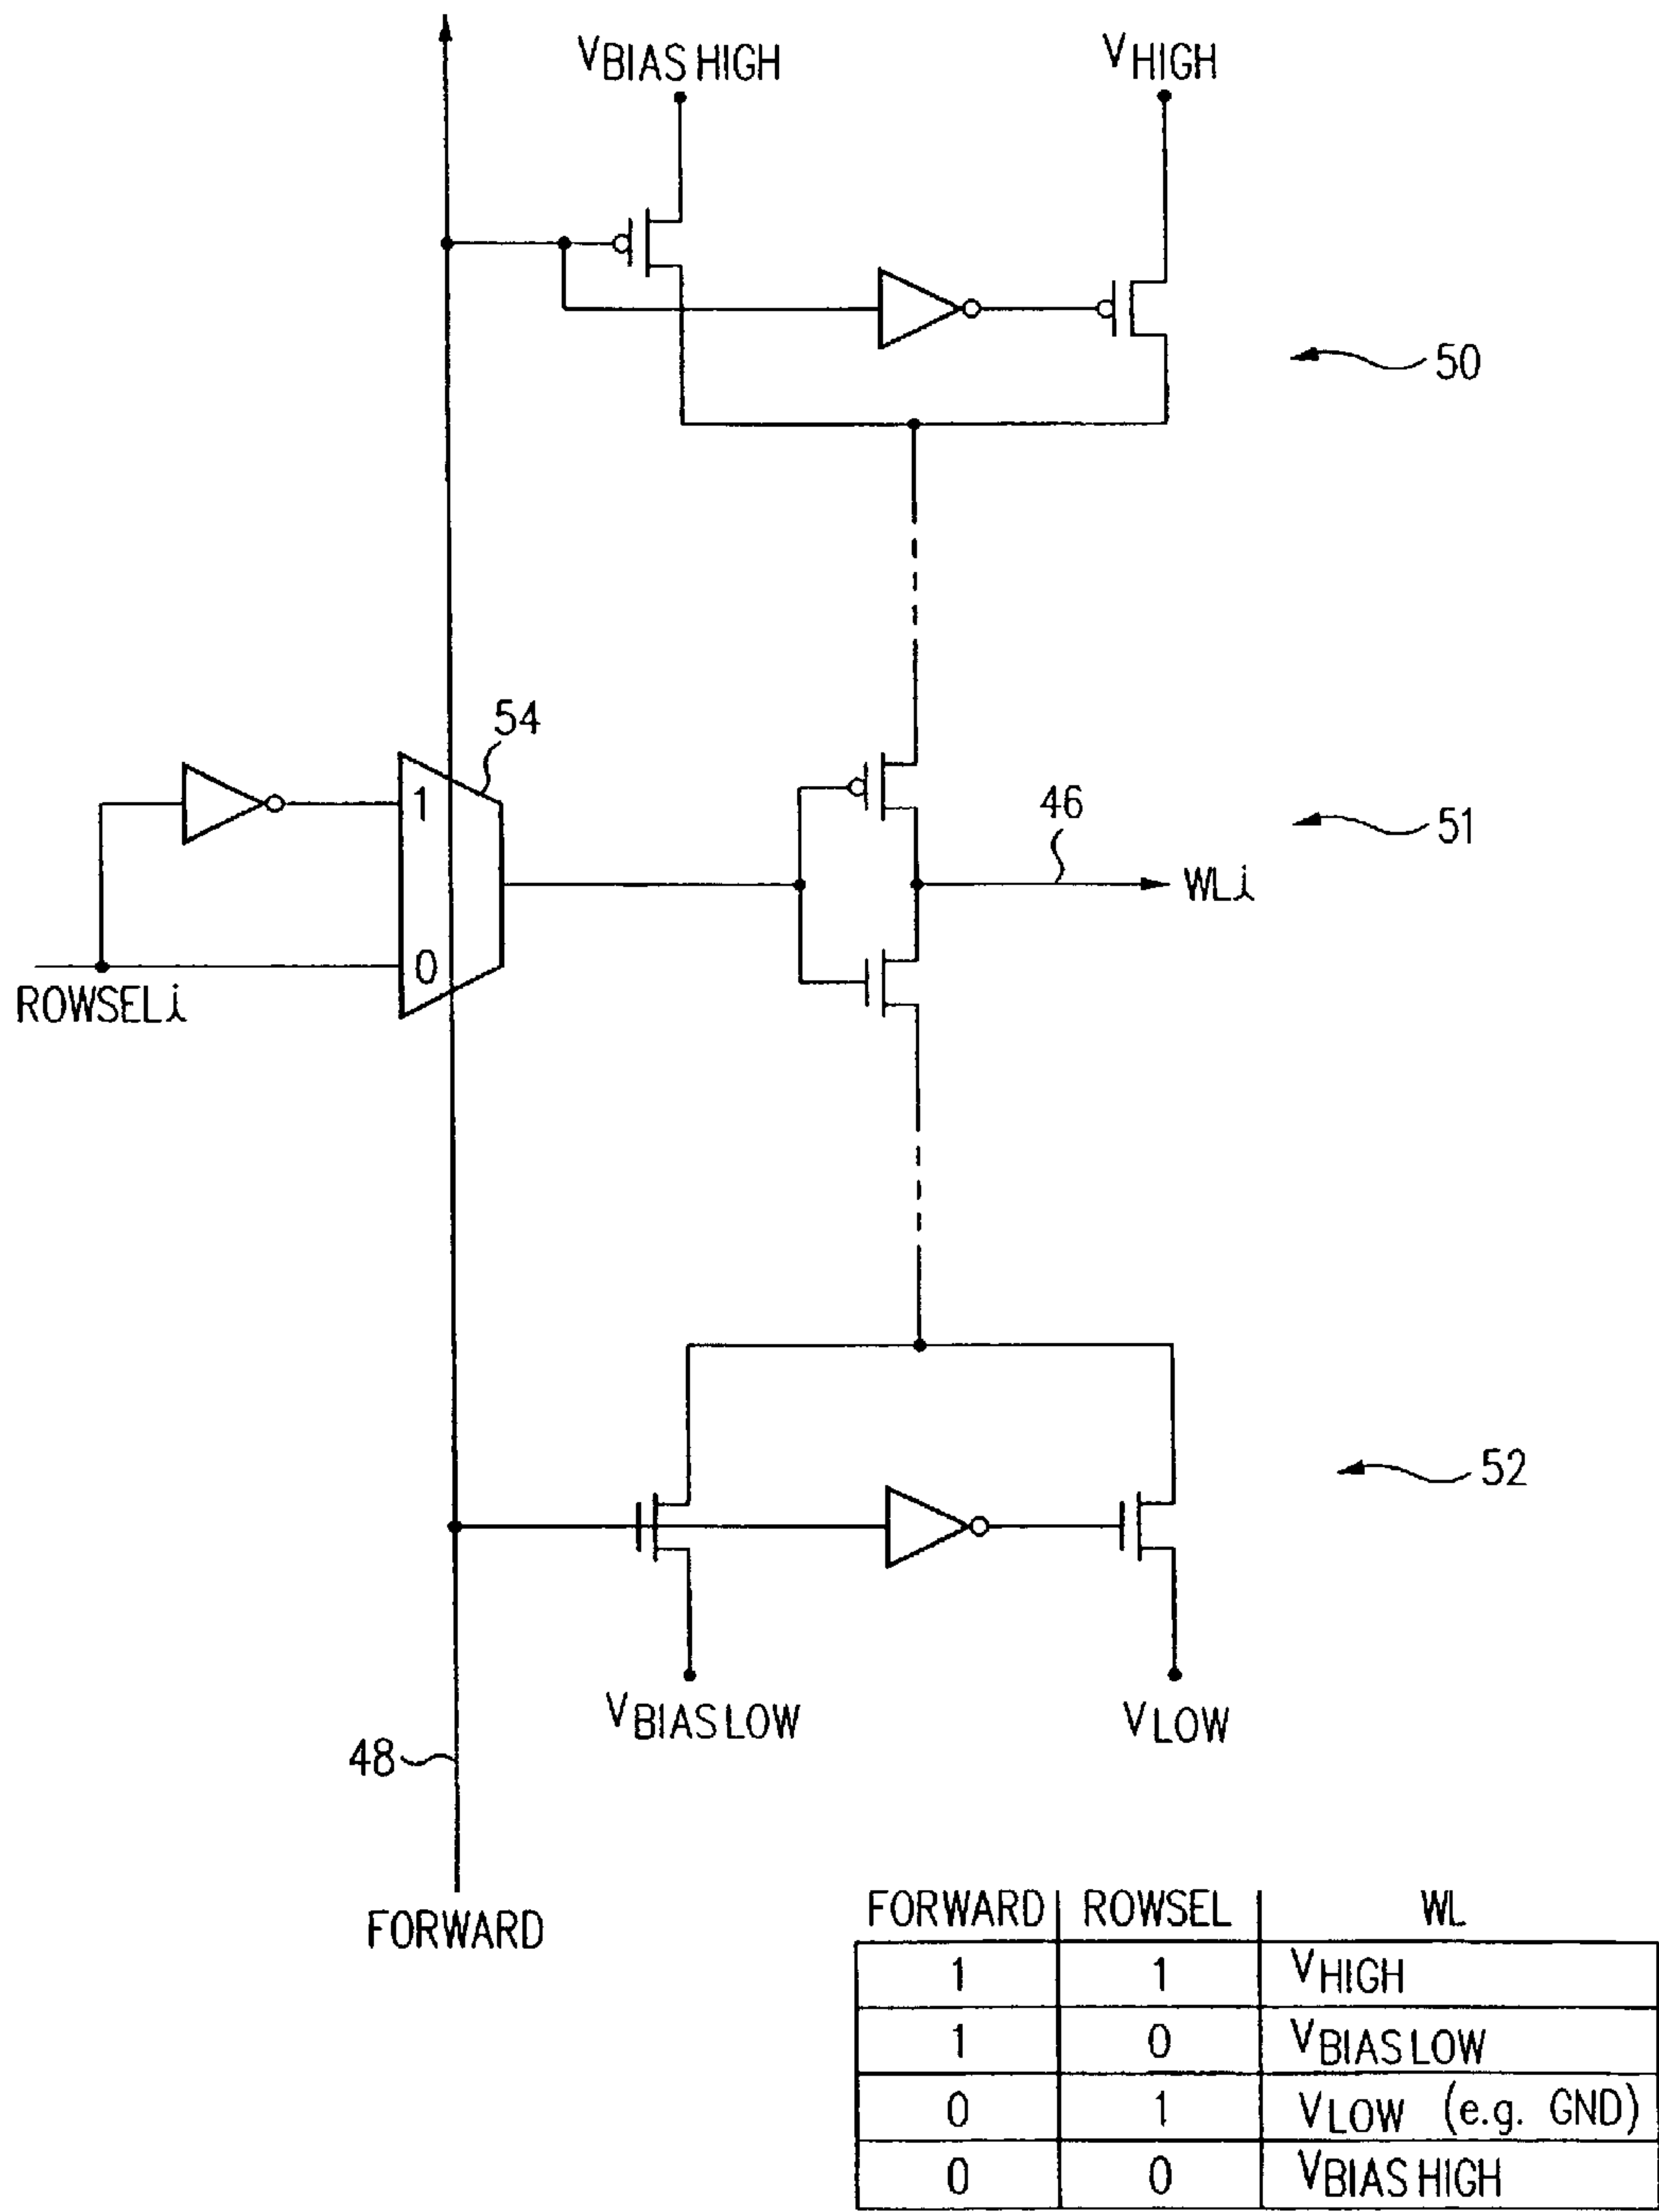 VBIAS HIGH
VHIGH
50
54
1
46
51
WLi
0
ROWSELi
52
VBIAS LOW
VLOW
48
FORWARD
FORWARD ROWSEL WL
1 1 VHIGH
1 0 VBIAS LOW
0 1 VLOW (e.g. GND)
0 0 VBIAS HIGH